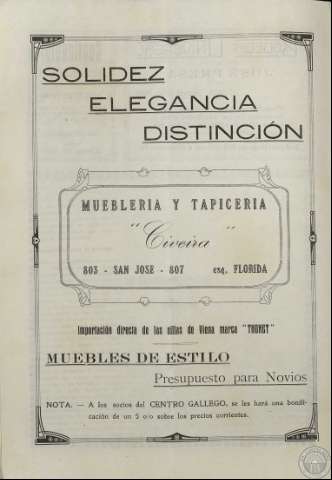 SOLIDEZ
ELEGANCIA
DISTINCIÓN
MUEBLERIA Y TAPICERIA
"Civeira"
803 - SAN JOSE - 807 esq. FLORIDA
Importación directa de las sillas de Viena marca "THONET"
MUEBLES DE ESTILO
Presupuesto para Novios
NOTA. — A los socios del CENTRO GALLEGO, se les hará una bonifi-
cación de un 5 o/o sobre los precios corrientes.